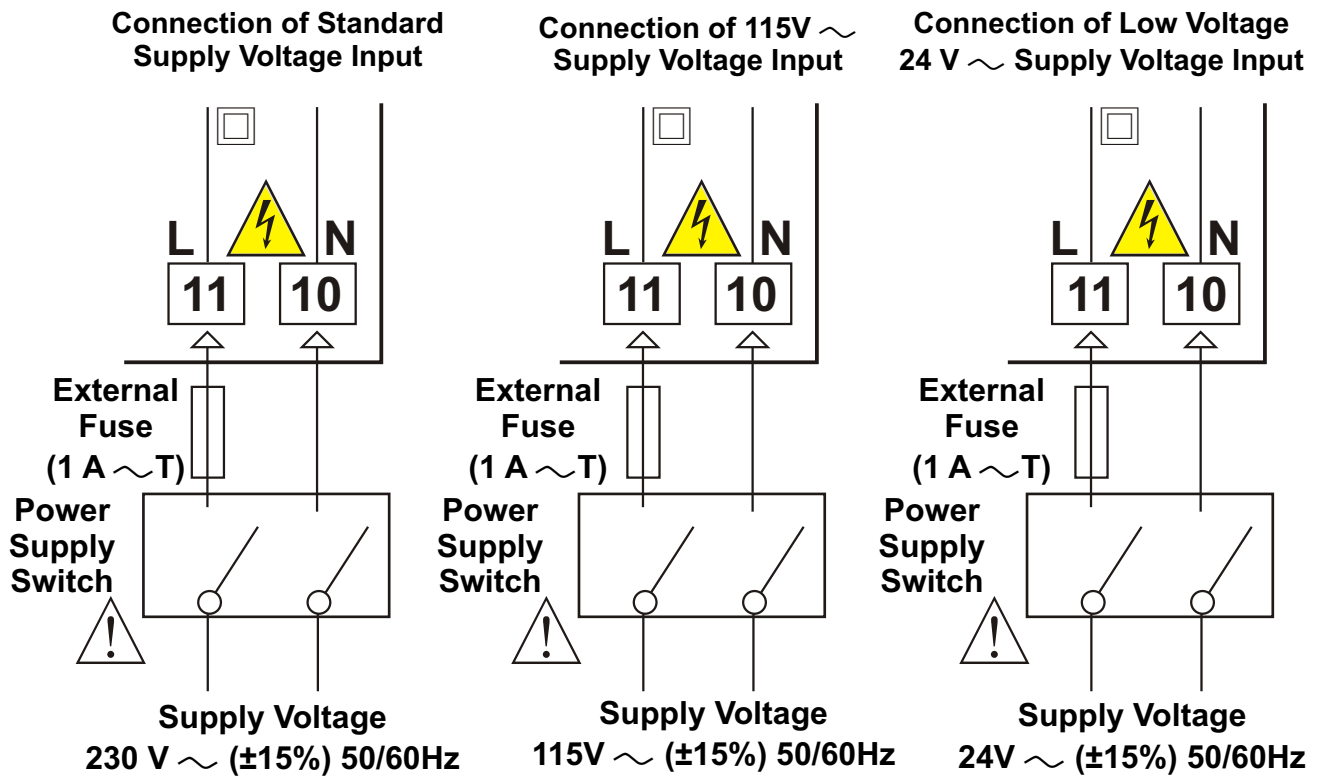 Connection of Standard
Supply Voltage Input
L
N
11
10
External
Fuse
(1 A ~ T)
Power
Supply
Switch
!
Supply Voltage
230 V ~ (±15%) 50/60Hz
Connection of 115V ~
Supply Voltage Input
L
N
11
10
External
Fuse
(1 A ~ T)
Power
Supply
Switch
!
Supply Voltage
115V ~ (±15%) 50/60Hz
Connection of Low Voltage
24 V ~ Supply Voltage Input
L
N
11
10
External
Fuse
(1 A ~ T)
Power
Supply
Switch
!
Supply Voltage
24V ~ (±15%) 50/60Hz